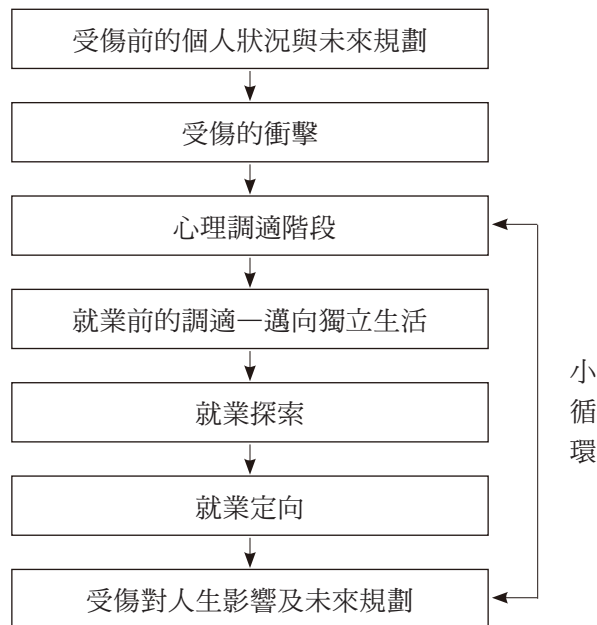 受傷前的個人狀況與未來規劃
受傷的衝擊
心理調適階段
就業前的調適—邁向獨立生活
就業探索
就業定向
受傷對人生影響及未來規劃
小循環